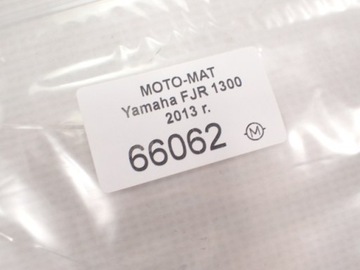 MOTO-MAT
Yamaha FJR 1300
2013 r.
66062
M